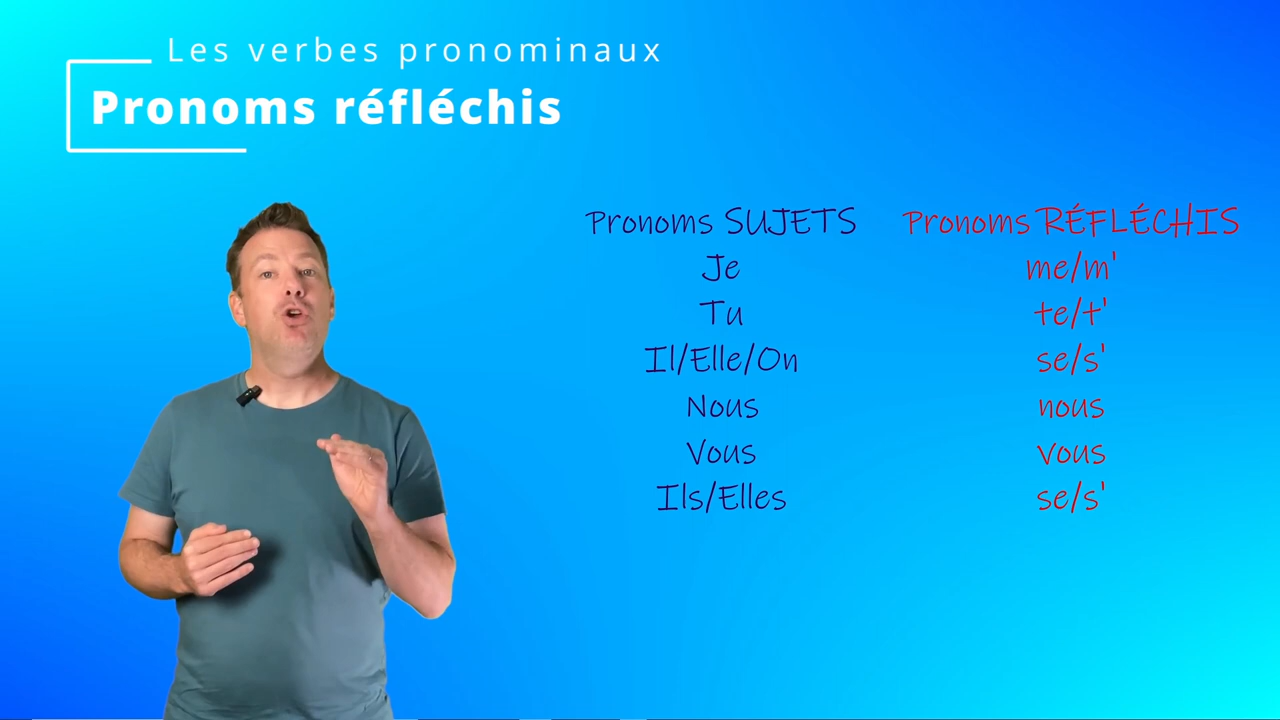 Les verbes pronominaux
Pronoms réfléchis
Pronoms SUJETS Pronoms RÉFLÉCHIS
Je me/m'
Tu te/t'
Il/Elle/On se/s'
Nous nous
Vous vous
Ils/Elles se/s'